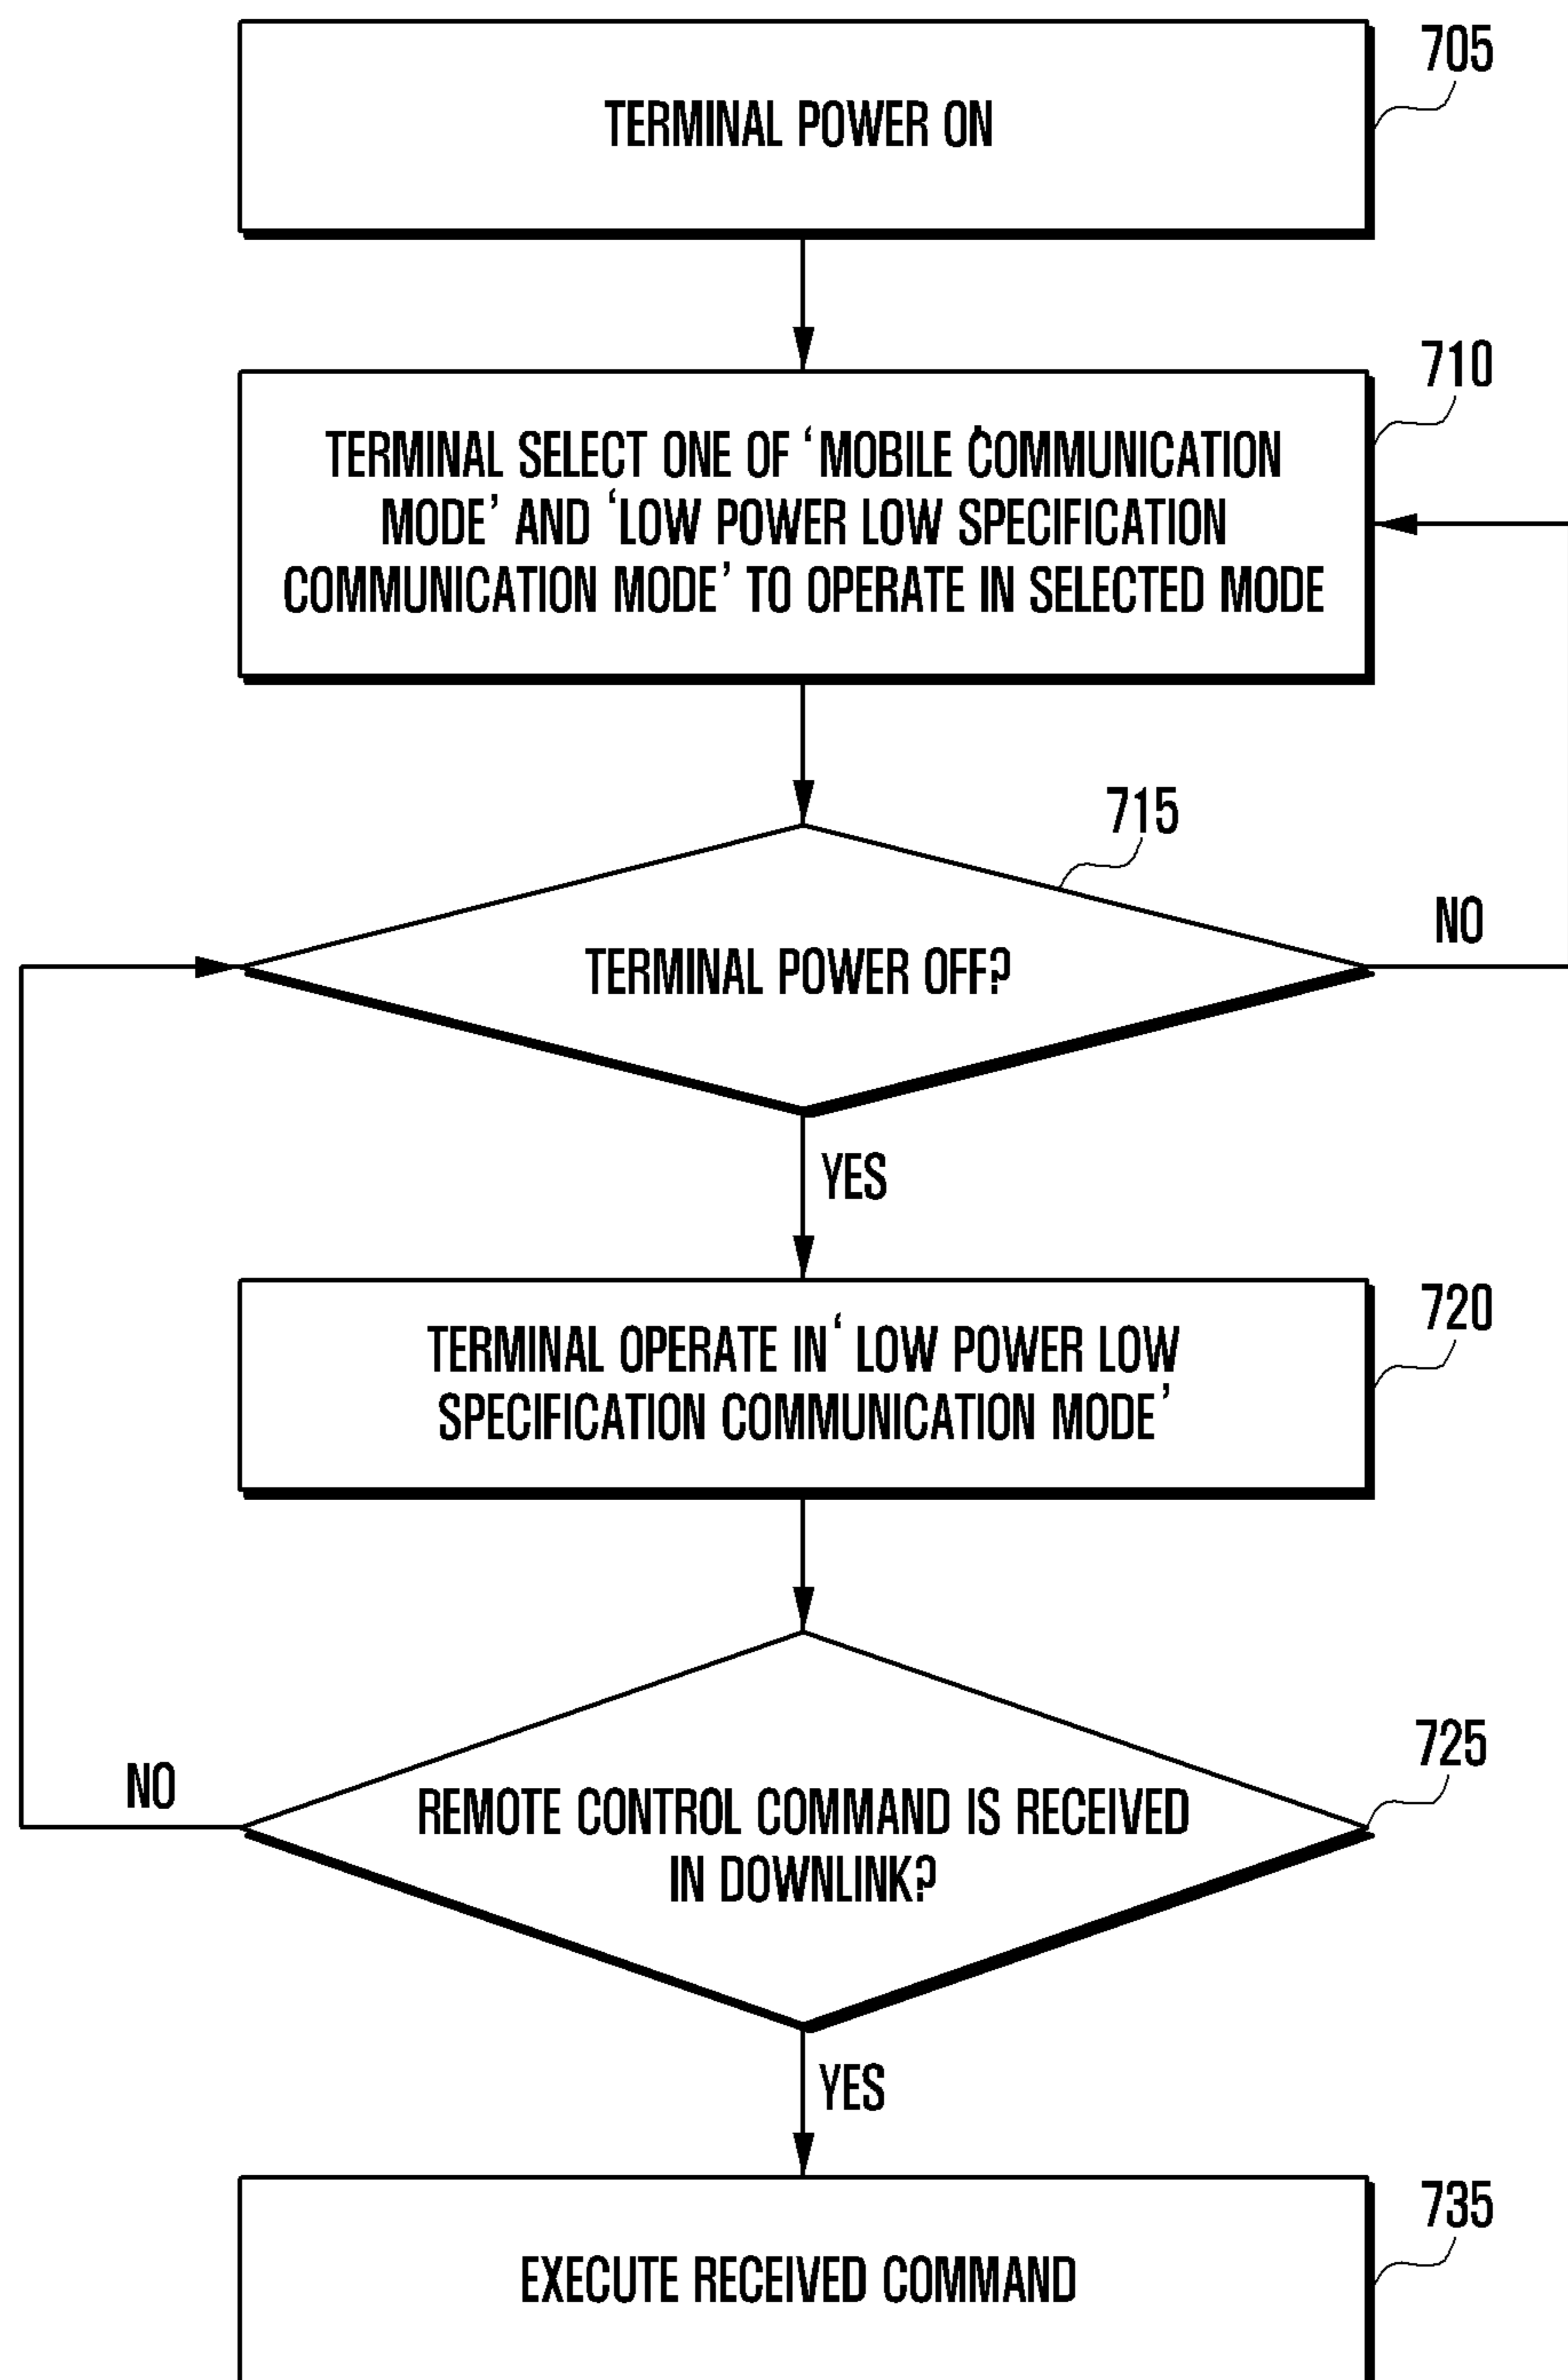 705
TERMINAL POWER ON
710
TERMINAL SELECT ONE OF ‘MOBILE COMMUNICATION
MODE’ AND ‘LOW POWER LOW SPECIFICATION
COMMUNICATION MODE’ TO OPERATE IN SELECTED MODE
715
NO
TERMINAL POWER OFF?
YES
720
TERMINAL OPERATE IN ‘ LOW POWER LOW
SPECIFICATION COMMUNICATION MODE’
725
NO
REMOTE CONTROL COMMAND IS RECEIVED
IN DOWNLINK?
YES
735
EXECUTE RECEIVED COMMAND